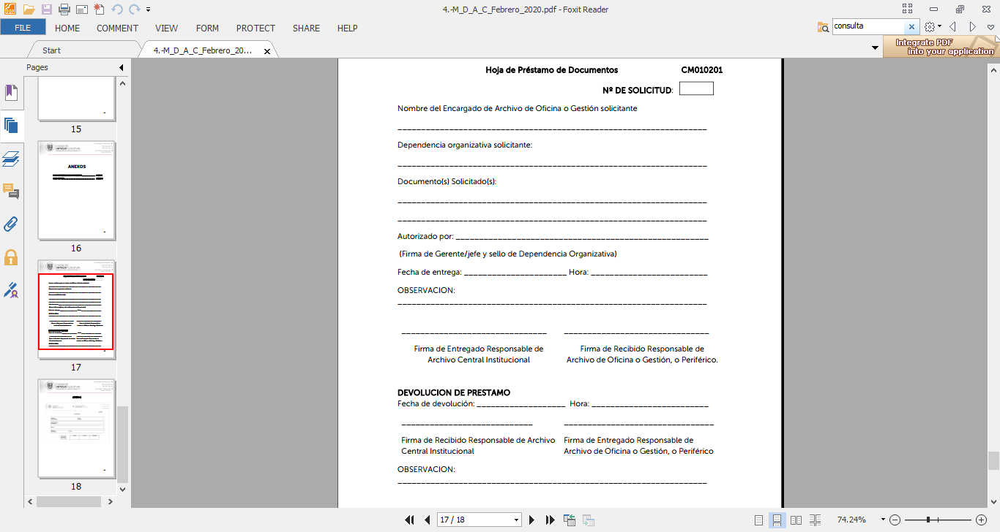 4.-M_D_A_C_Febrero_2020.pdf - Foxit Reader
FILE HOME COMMENT VIEW FORM PROTECT SHARE HELP
consulta
Start
4.-M_D_A_C_Febrero_20...
Integrate PDF
into your application
Pages
15
ANEXOS
16
17
18
Hoja de Préstamo de Documentos CM010201
Nº DE SOLICITUD:
Nombre del Encargado de Archivo de Oficina o Gestión solicitante
Dependencia organizativa solicitante:
Documento(s) Solicitado(s):
Autorizado por:
(Firma de Gerente/jefe y sello de Dependencia Organizativa)
Fecha de entrega: Hora:
OBSERVACION:
Firma de Entregado Responsable de
Archivo Central Institucional
Firma de Recibido Responsable de
Archivo de Oficina o Gestión, o Periférico.
DEVOLUCION DE PRESTAMO
Fecha de devolución: Hora:
Firma de Recibido Responsable de Archivo
Central Institucional
Firma de Entregado Responsable de
Archivo de Oficina o Gestión, o Periférico
OBSERVACION:
17 / 18
74.24%